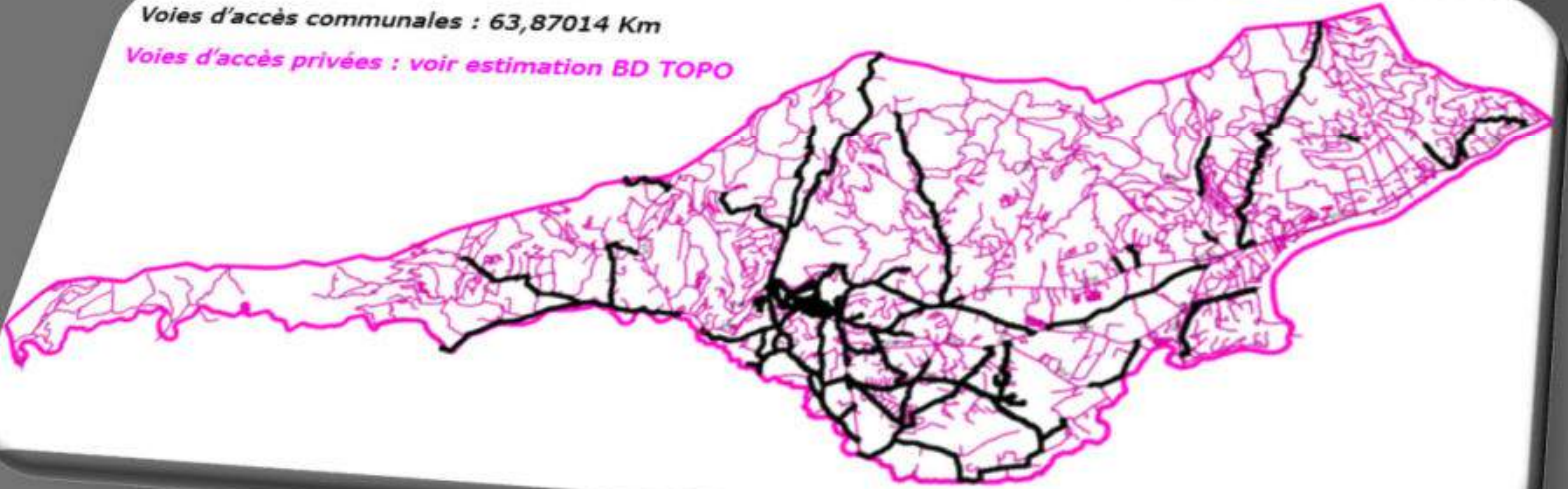 Voies d'accès communales : 63,87014 Km
Voies d'accès privées : voir estimation BD TOPO